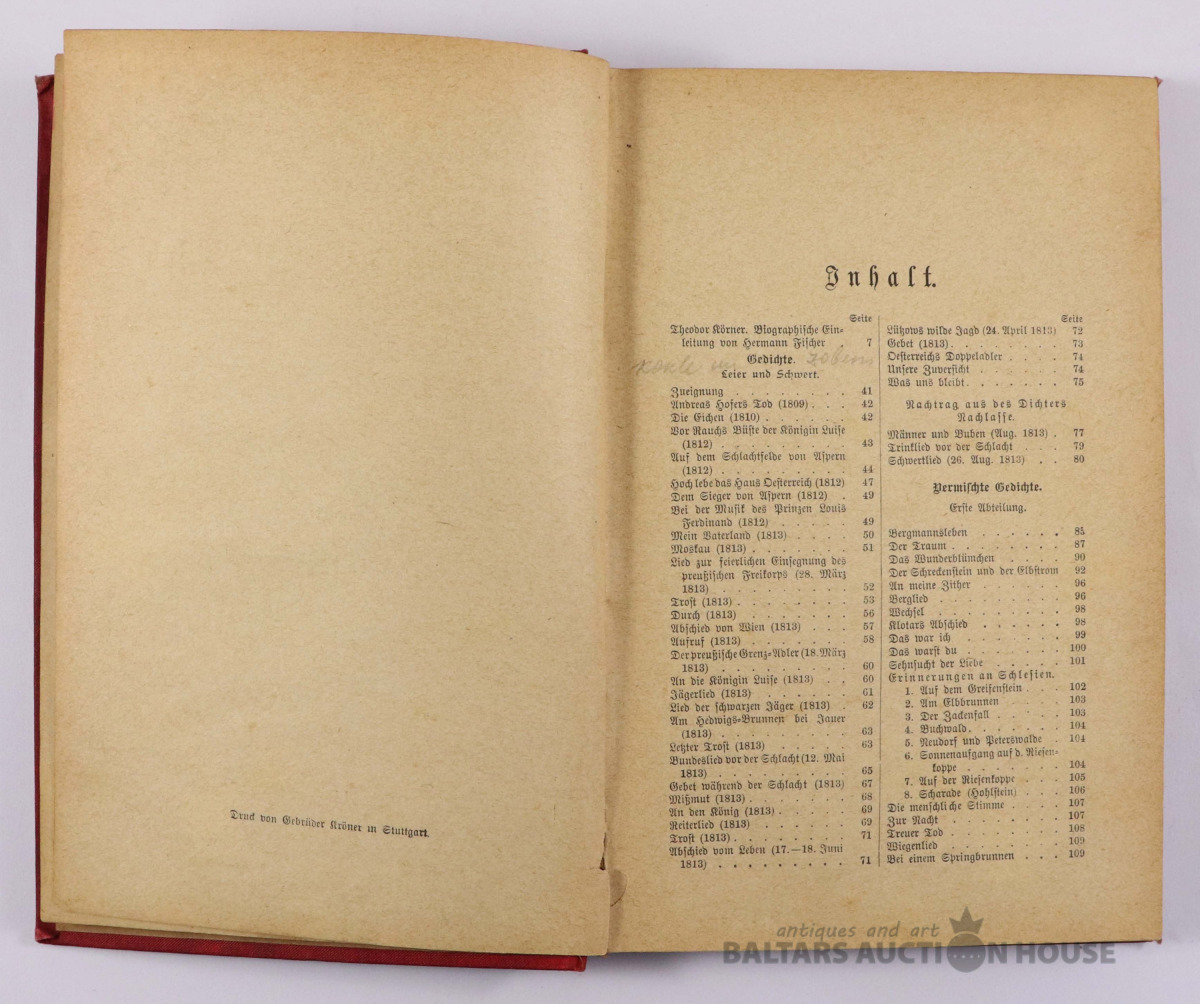 Druck von Gebrüder Kröner in Stuttgart.
Inhalt.
Seite
Theodor Körner. Biographische Ein-
leitung von Hermann Fischer . 7
Gedichte.
Leier und Schwert.
Zueignung . . . . . . . . 41
Andreas Hofers Tod (1809) . . . 42
Die Eichen (1810) . . . . . . 42
Vor Rauchs Büste der Königin Luise
(1812) . . . . . . . . . 43
Auf dem Schlachtfelde von Aspern
(1812) . . . . . . . . . 44
Hoch lebe das Haus Oesterreich (1812) 47
Dem Sieger von Aspern (1812) . 49
Bei der Musik des Prinzen Louis
Ferdinand (1812) . . . . . 49
Mein Vaterland (1813) . . . . 50
Moskau (1813) . . . . . . . 51
Lied zur feierlichen Einsegnung des
preußischen Freikorps (28. März
1813) . . . . . . . . . 52
Trost (1813) . . . . . . . . 53
Durch (1813) . . . . . . . 56
Abschied von Wien (1813) . . . 57
Aufruf (1813) . . . . . . . 58
Der preußische Grenz-Adler (18. März
1813) . . . . . . . . . 60
An die Königin Luise (1813) . . 60
Jägerlied (1813) . . . . . . 61
Lied der schwarzen Jäger (1813) . 62
Am Hedwigs-Brunnen bei Jauer
(1813) . . . . . . . . . 63
Letzter Trost (1813) . . . . . 63
Bundeslied vor der Schlacht (12. Mai
1813) . . . . . . . . . 65
Gebet während der Schlacht (1813) 67
Mißmut (1813) . . . . . . . 68
An den König (1813) . . . . . 69
Reiterlied (1813) . . . . . . 69
Trost (1813) . . . . . . . . 71
Abschied vom Leben (17.—18. Juni
1813) . . . . . . . . . 71
Seite
Lützows wilde Jagd (24. April 1813) 72
Gebet (1813) . . . . . . . . 73
Oesterreichs Doppeladler . . . . 74
Unsere Zuversicht . . . . . . 74
Was uns bleibt . . . . . . . 75
Nachtrag aus des Dichters
Nachlasse.
Männer und Buben (Aug. 1813) . 77
Trinklied vor der Schlacht . . . 79
Schwertlied (26. Aug. 1813) . . 80
Vermischte Gedichte.
Erste Abteilung.
Bergmannsleben . . . . . . 85
Der Traum . . . . . . . . 87
Das Wunderblümchen . . . . 90
Der Schreckenstein und der Elbstrom 92
An meine Zither . . . . . . 96
Berglied . . . . . . . . . 96
Wechsel . . . . . . . . . 98
Klotars Abschied . . . . . . 98
Das war ich . . . . . . . 99
Das warst du . . . . . . . 100
Sehnsucht der Liebe . . . . . 101
Erinnerungen an Schlesien.
1. Auf dem Greifenstein . . . 102
2. Am Elbbrunnen . . . . 103
3. Der Zackenfall . . . . . 103
4. Buchwald . . . . . . . 104
5. Neudorf und Peterswalde . 104
6. Sonnenaufgang auf d. Riesen-
koppe . . . . . . . . 104
7. Auf der Riesenkoppe . . . 105
8. Scharade (Hohlstein) . . . 106
Die menschliche Stimme . . . . 107
Zur Nacht . . . . . . . . 107
Treuer Tod . . . . . . . . 108
Wiegenlied . . . . . . . . 109
Bei einem Springbrunnen . . . 109
antiques and art
BALTARS AUCTION HOUSE